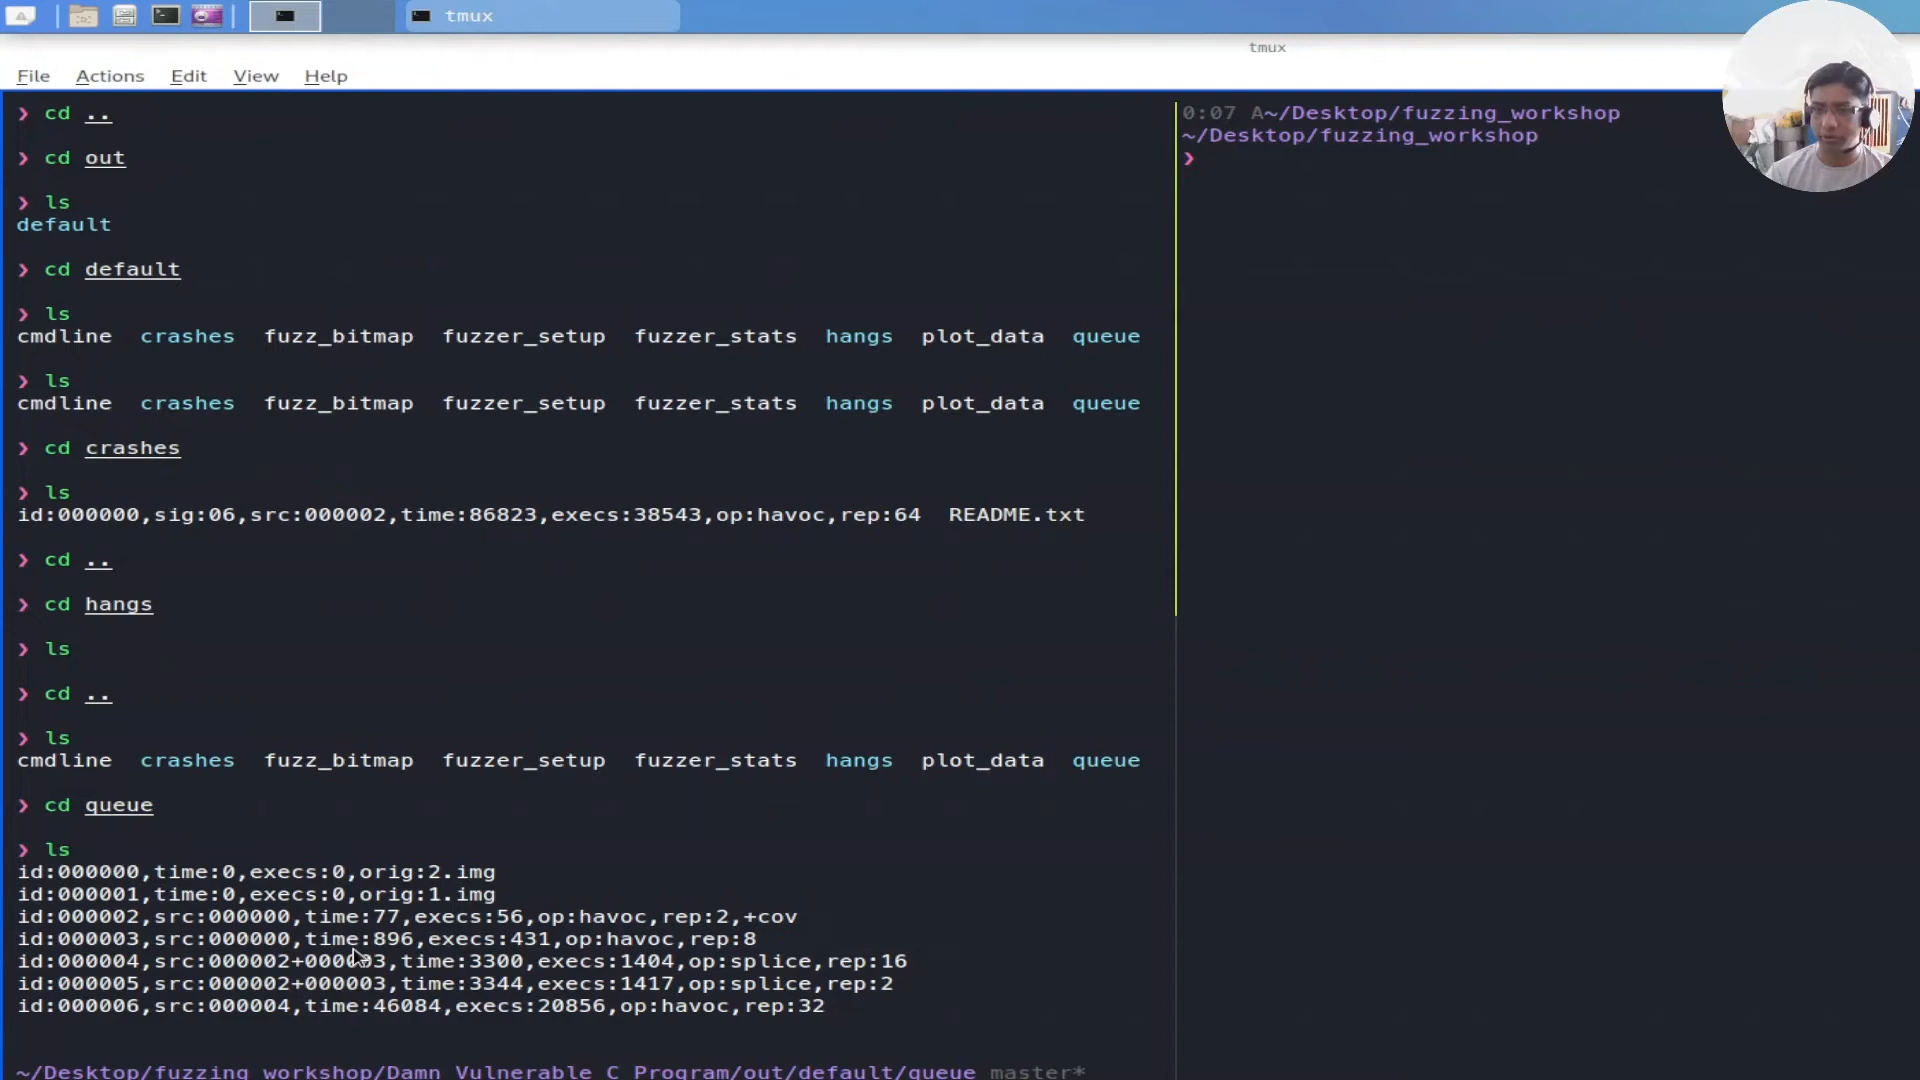 tmux
tmux
File Actions Edit View Help
❯ cd ..
❯ cd out
❯ ls
default
❯ cd default
❯ ls
cmdline crashes fuzz_bitmap fuzzer_setup fuzzer_stats hangs plot_data queue
❯ ls
cmdline crashes fuzz_bitmap fuzzer_setup fuzzer_stats hangs plot_data queue
❯ cd crashes
❯ ls
id:000000,sig:06,src:000002,time:86823,execs:38543,op:havoc,rep:64 README.txt
❯ cd ..
❯ cd hangs
❯ ls
❯ cd ..
❯ ls
cmdline crashes fuzz_bitmap fuzzer_setup fuzzer_stats hangs plot_data queue
❯ cd queue
❯ ls
id:000000,time:0,execs:0,orig:2.img
id:000001,time:0,execs:0,orig:1.img
id:000002,src:000000,time:77,execs:56,op:havoc,rep:2,+cov
id:000003,src:000000,time:896,execs:431,op:havoc,rep:8
id:000004,src:000002+000003,time:3300,execs:1404,op:splice,rep:16
id:000005,src:000002+000003,time:3344,execs:1417,op:splice,rep:2
id:000006,src:000004,time:46084,execs:20856,op:havoc,rep:32
~/Desktop/fuzzing_workshop/Damn_Vulnerable_C_Program/out/default/queue master*
0:07 A~/Desktop/fuzzing_workshop
~/Desktop/fuzzing_workshop
❯